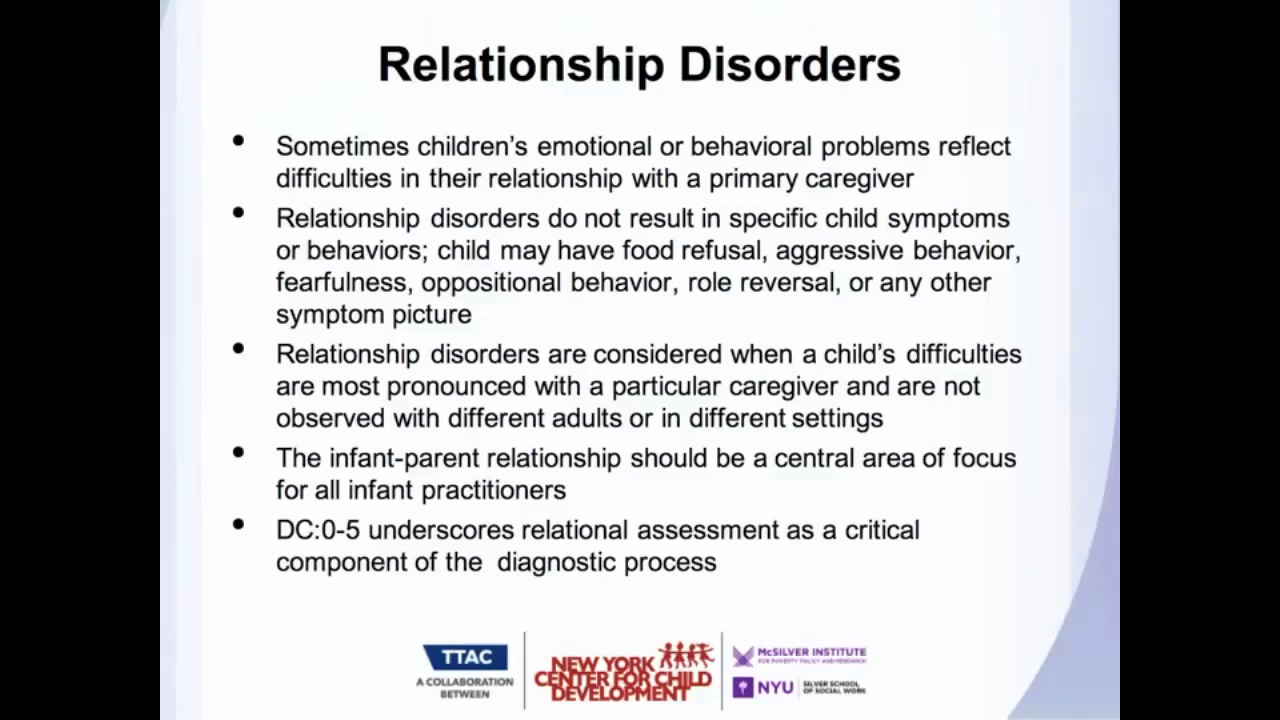 Relationship Disorders
• Sometimes children's emotional or behavioral problems reflect
difficulties in their relationship with a primary caregiver
• Relationship disorders do not result in specific child symptoms
or behaviors; child may have food refusal, aggressive behavior,
fearfulness, oppositional behavior, role reversal, or any other
symptom picture
• Relationship disorders are considered when a child's difficulties
are most pronounced with a particular caregiver and are not
observed with different adults or in different settings
• The infant-parent relationship should be a central area of focus
for all infant practitioners
• DC:0-5 underscores relational assessment as a critical
component of the  diagnostic process
TTAC
A COLLABORATION
BETWEEN
NEW YORK
CENTER FOR CHILD
DEVELOPMENT
McSILVER INSTITUTE
FOR POVERTY POLICY AND RESEARCH
NYU
SILVER SCHOOL
OF SOCIAL WORK